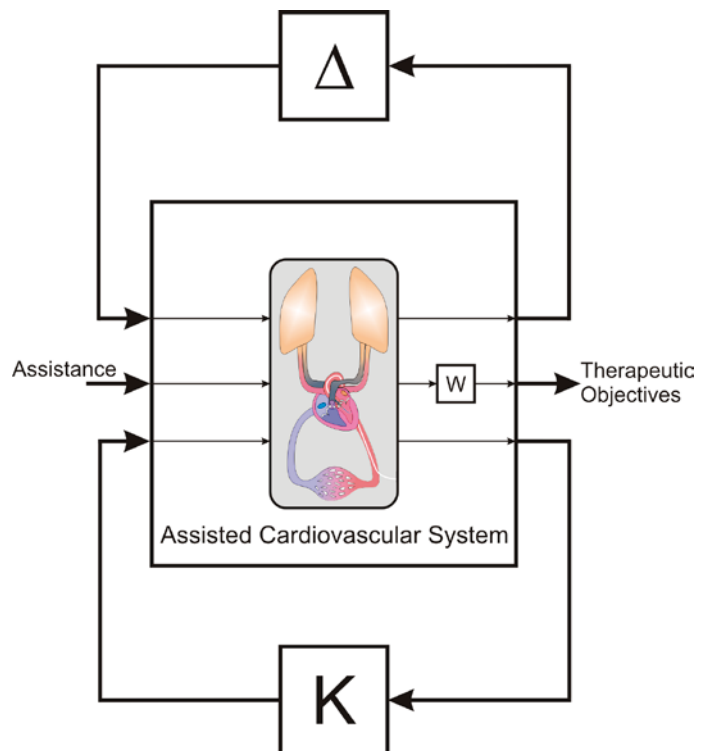 Δ
Assistance
W
Therapeutic
Objectives
Assisted Cardiovascular System
K